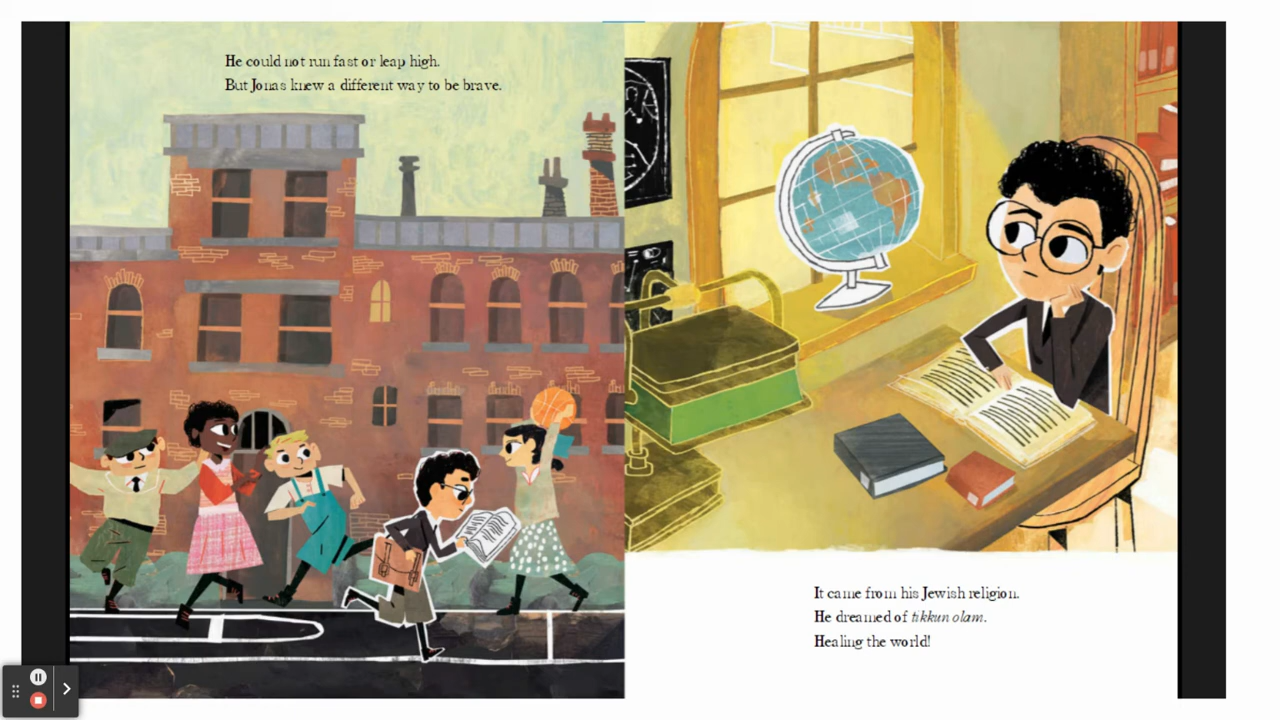 He could not run fast or leap high.
But Jonas knew a different way to be brave.
It came from his Jewish religion.
He dreamed of tikkun olam.
Healing the world!